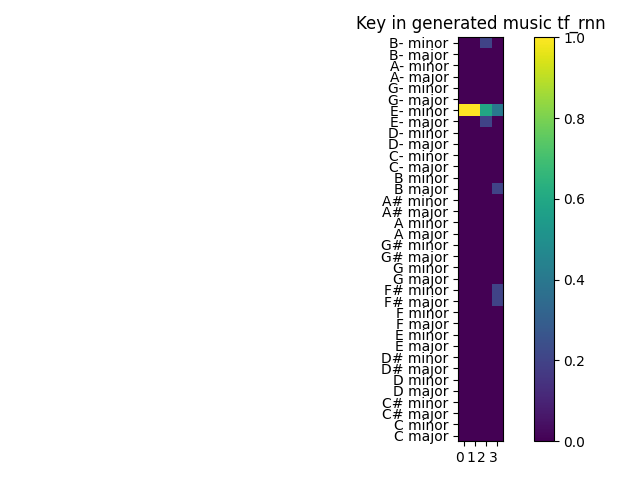 Key in generated music tf_rnn
B- minor
B- major
A- minor
A- major
G- minor
G- major
E- minor
E- major
D- minor
D- major
C- minor
C- major
B minor
B major
A# minor
A# major
A minor
A major
G# minor
G# major
G minor
G major
F# minor
F# major
F minor
F major
E minor
E major
D# minor
D# major
D minor
D major
C# minor
C# major
C minor
C major
0 1 2 3
1.0
0.8
0.6
0.4
0.2
0.0